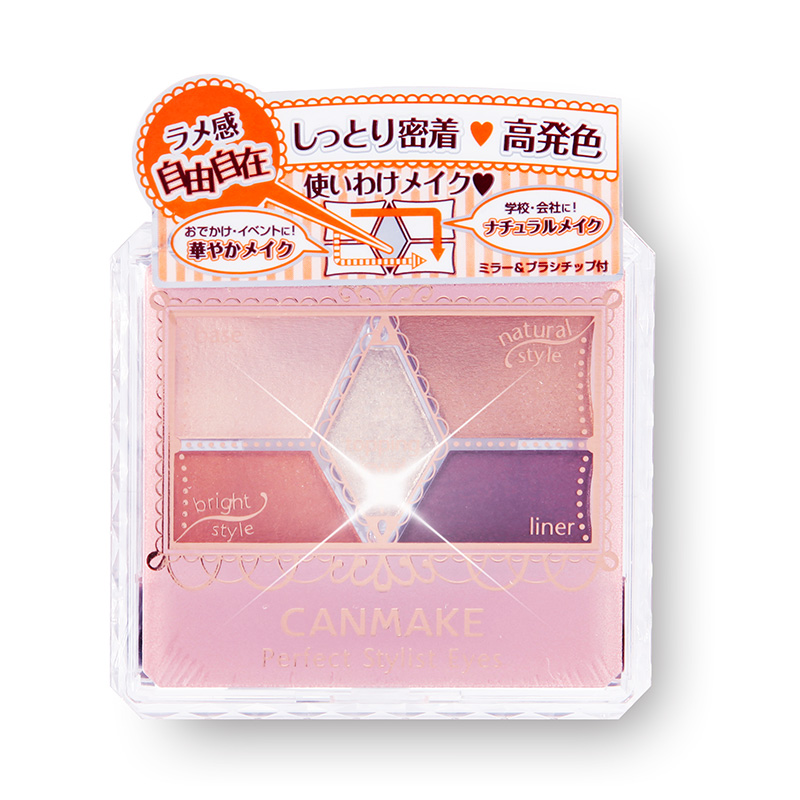 ラメ感
自由自在
しっとり密着♥高発色
使いわけメイク♥
おでかけ・イベントに!
華やかメイク
学校・会社に!
ナチュラルメイク
ミラー&ブラシチップ付
base
natural
style
bright
style
liner
CANMAKE
Perfect Stylist Eyes